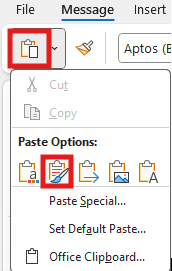 File Message Insert
Aptos (B
Cut
Copy
Paste Options:
a A
Paste Special...
Set Default Paste...
Office Clipboard...